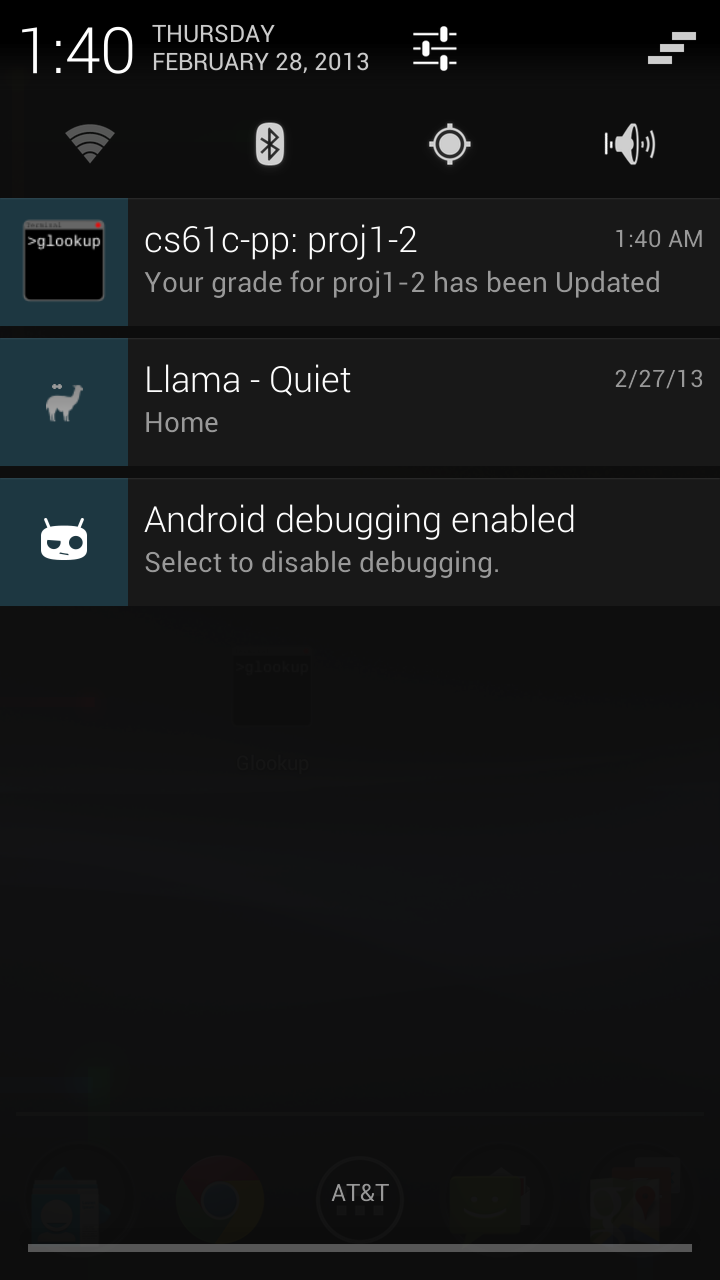 1:40
THURSDAY
FEBRUARY 28, 2013
Terminal
>glookup
cs61c-pp: proj1-2
1:40 AM
Your grade for proj1-2 has been Updated
Llama - Quiet
2/27/13
Home
Android debugging enabled
Select to disable debugging.
>glookup
Glookup
AT&T